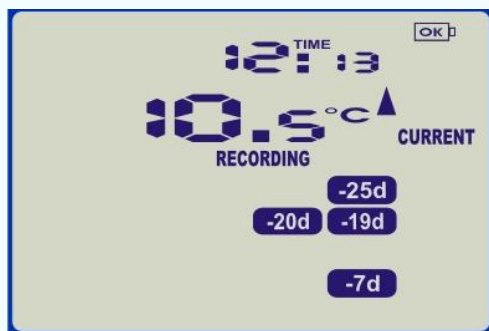 OK
TIME
12:13
10.5°C
CURRENT
RECORDING
-25d
-20d -19d
-7d